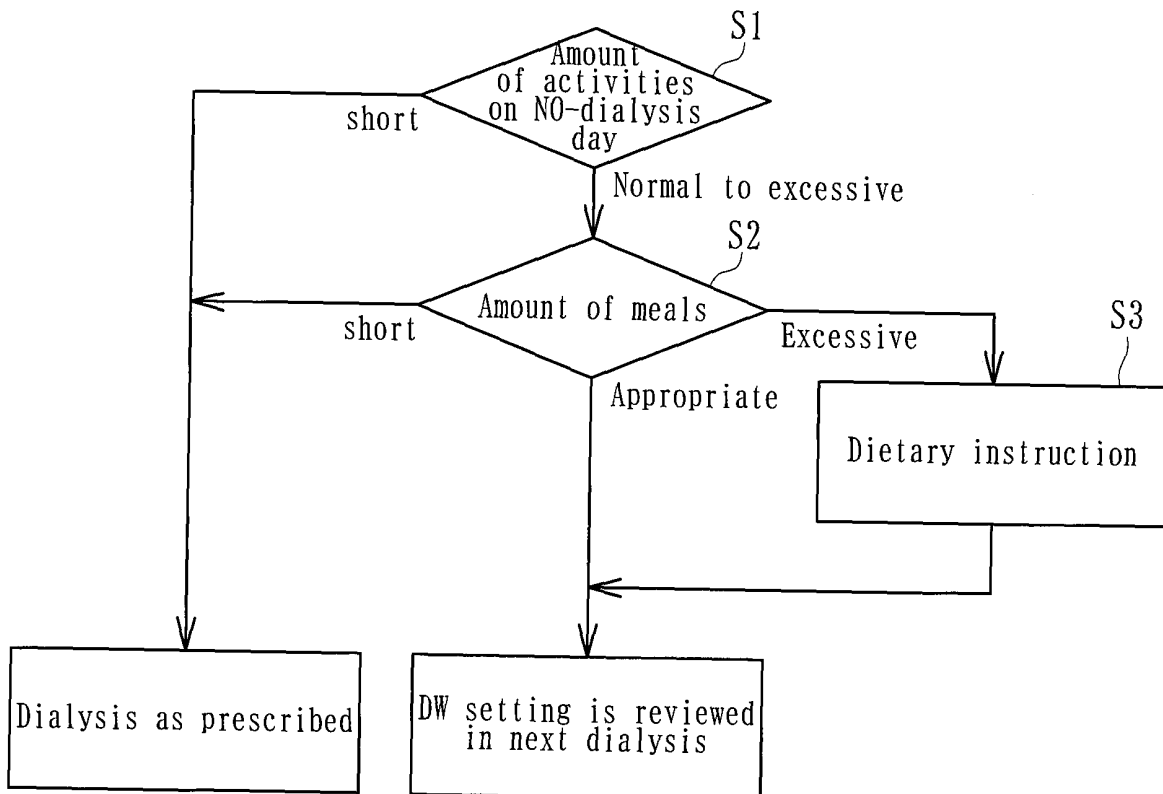 S1
Amount
of activities
on NO-dialysis
day
short
Normal to excessive
S2
Amount of meals
short
Excessive
S3
Appropriate
Dietary instruction
Dialysis as prescribed
DW setting is reviewed
in next dialysis